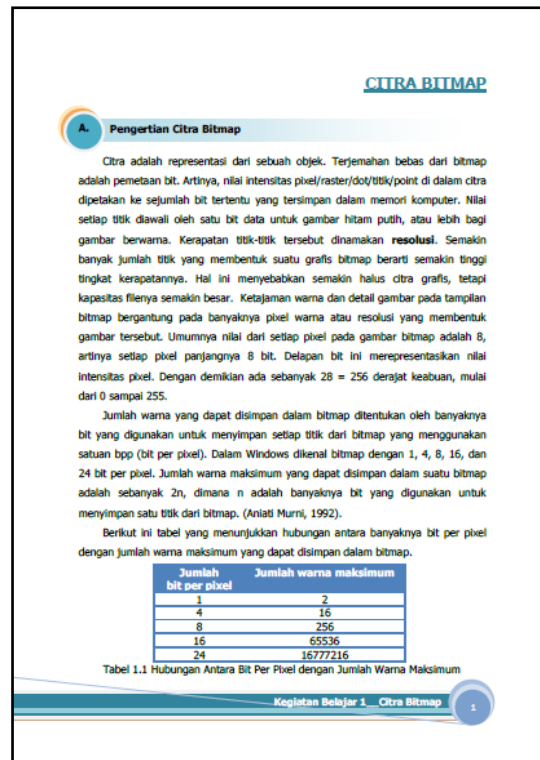 CITRA BITMAP
A. Pengertian Citra Bitmap
Citra adalah representasi dari sebuah objek. Terjemahan bebas dari bitmap
adalah pemetaan bit. Artinya, nilai intensitas pixel/raster/dot/titik/point di dalam citra
dipetakan ke sejumlah bit tertentu yang tersimpan dalam memori komputer. Nilai
setiap titik diawali oleh satu bit data untuk gambar hitam putih, atau lebih bagi
gambar berwarna. Kerapatan titik-titik tersebut dinamakan resolusi. Semakin
banyak jumlah titik yang membentuk suatu grafis bitmap berarti semakin tinggi
tingkat kerapatannya. Hal ini menyebabkan semakin halus citra grafis, tetapi
kapasitas filenya semakin besar. Ketajaman warna dan detail gambar pada tampilan
bitmap bergantung pada banyaknya pixel warna atau resolusi yang membentuk
gambar tersebut. Umumnya nilai dari setiap pixel pada gambar bitmap adalah 8,
artinya setiap pixel panjangnya 8 bit. Delapan bit ini merepresentasikan nilai
intensitas pixel. Dengan demikian ada sebanyak 28 = 256 derajat keabuan, mulai
dari 0 sampai 255.
Jumlah warna yang dapat disimpan dalam bitmap ditentukan oleh banyaknya
bit yang digunakan untuk menyimpan setiap titik dari bitmap yang menggunakan
satuan bpp (bit per pixel). Dalam Windows dikenal bitmap dengan 1, 4, 8, 16, dan
24 bit per pixel. Jumlah warna maksimum yang dapat disimpan dalam suatu bitmap
adalah sebanyak 2n, dimana n adalah banyaknya bit yang digunakan untuk
menyimpan satu titik dari bitmap. (Aniati Murni, 1992).
Berikut ini tabel yang menunjukkan hubungan antara banyaknya bit per pixel
dengan jumlah warna maksimum yang dapat disimpan dalam bitmap.
Jumlah bit per pixel Jumlah warna maksimum
1 2
4 16
8 256
16 65536
24 16777216
Tabel 1.1 Hubungan Antara Bit Per Pixel dengan Jumlah Warna Maksimum
Kegiatan Belajar 1__Citra Bitmap 1